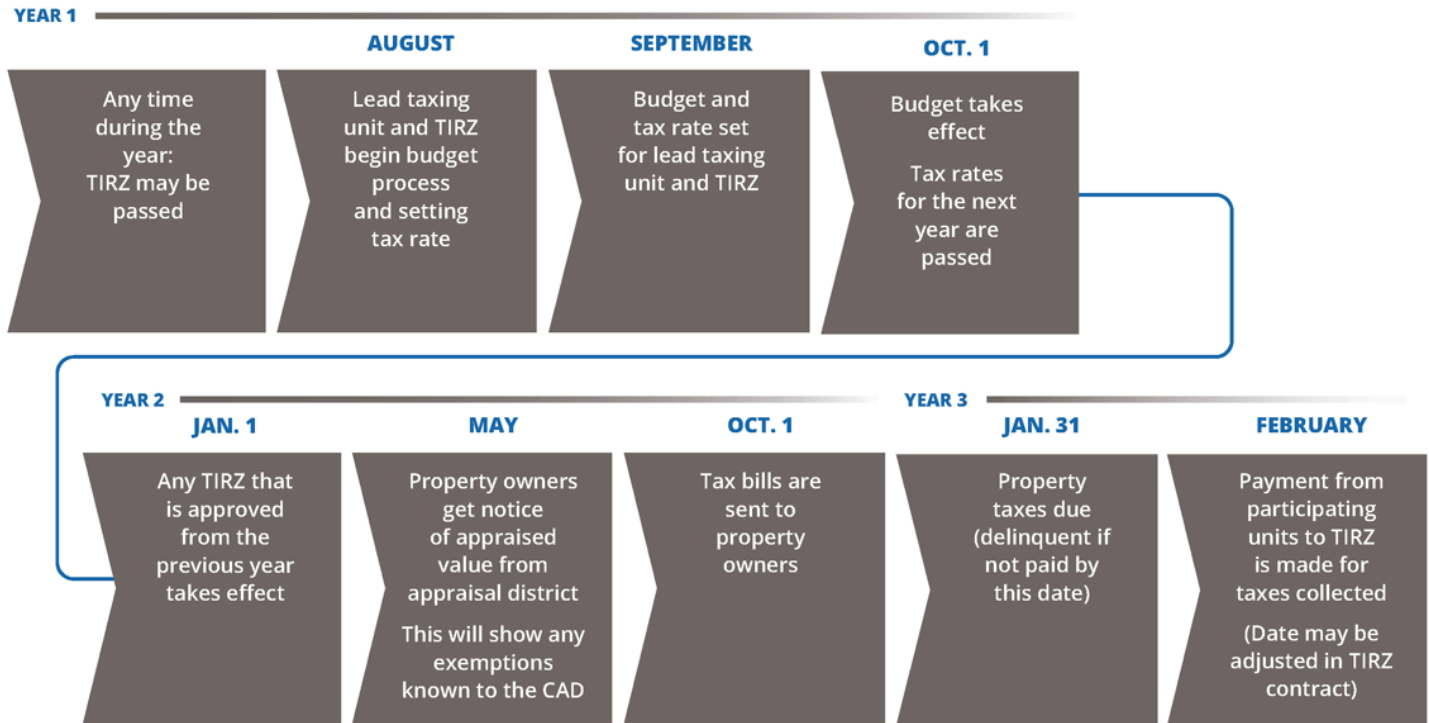 YEAR 1
AUGUST
SEPTEMBER
OCT. 1
Any time
during the
year:
TIRZ may be
passed
Lead taxing
unit and TIRZ
begin budget
process
and setting
tax rate
Budget and
tax rate set
for lead taxing
unit and TIRZ
Budget takes
effect
Tax rates
for the next
year are
passed
YEAR 2
YEAR 3
JAN. 1
MAY
OCT. 1
JAN. 31
FEBRUARY
Any TIRZ that
is approved
from the
previous year
takes effect
Property owners
get notice
of appraised
value from
appraisal district
This will show any
exemptions
known to the CAD
Tax bills are
sent to
property
owners
Property
taxes due
(delinquent if
not paid by
this date)
Payment from
participating
units to TIRZ
is made for
taxes collected
(Date may be
adjusted in TIRZ
contract)